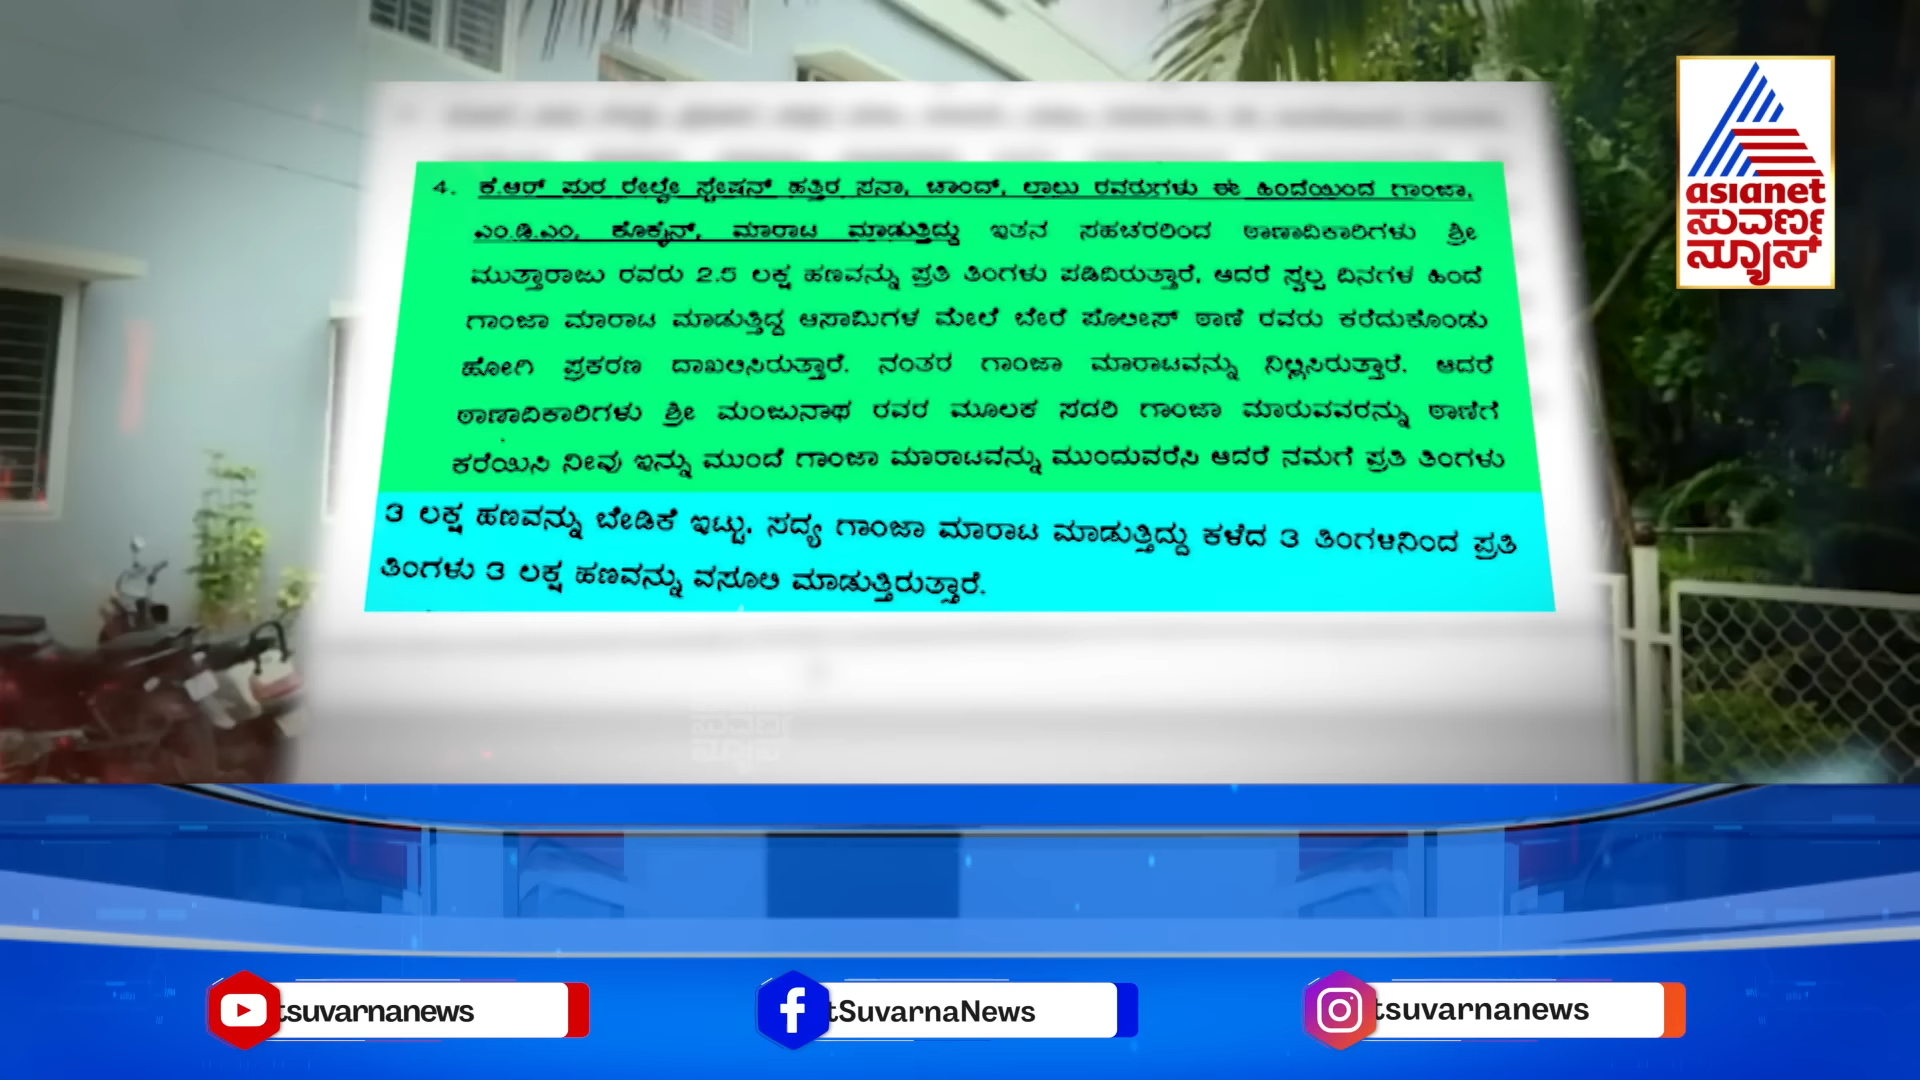 asianet
ಸುವರ್ಣ
ನ್ಯೂಸ್
4. ಕೆ.ಆರ್ ಪುರ ರೇಲ್ವೇ ಸ್ಟೇಷನ್ ಹತ್ತಿರ ಸನಾ, ಚಾಂದ್, ಲಾಲು ರವರುಗಳು ಈ ಹಿಂದೆಯಿಂದ ಗಾಂಜಾ,
ಎಂ.ಡಿ.ಎಂ, ಕೊಕೈನ್, ಮಾರಾಟ ಮಾಡುತ್ತಿದ್ದು ಇತನ ಸಹಚರರಿಂದ ಠಾಣಾದಿಕಾರಿಗಳು ಶ್ರೀ
ಮುತ್ತಾರಾಜು ರವರು 2.5 ಲಕ್ಷ ಹಣವನ್ನು ಪ್ರತಿ ತಿಂಗಳು ಪಡಿದಿರುತ್ತಾರೆ, ಆದರೆ ಸ್ವಲ್ಪ ದಿನಗಳ ಹಿಂದೆ
ಗಾಂಜಾ ಮಾರಾಟ ಮಾಡುತ್ತಿದ್ದ ಆಸಾಮಿಗಳ ಮೇಲೆ ಬೇರೆ ಪೊಲೀಸ್ ಠಾಣೆ ರವರು ಕರೆದುಕೊಂಡು
ಹೋಗಿ ಪ್ರಕರಣ ದಾಖಲಿಸಿರುತ್ತಾರೆ. ನಂತರ ಗಾಂಜಾ ಮಾರಾಟವನ್ನು ನಿಲ್ಲಿಸಿರುತ್ತಾರೆ. ಆದರೆ
ಠಾಣಾದಿಕಾರಿಗಳು ಶ್ರೀ ಮಂಜುನಾಥ ರವರ ಮೂಲಕ ಸದರಿ ಗಾಂಜಾ ಮಾರುವವರನ್ನು ಠಾಣೆಗೆ
ಕರೆಯಿಸಿ ನೀವು ಇನ್ನು ಮುಂದೆ ಗಾಂಜಾ ಮಾರಾಟವನ್ನು ಮುಂದುವರೆಸಿ ಆದರೆ ನಮಗೆ ಪ್ರತಿ ತಿಂಗಳು
3 ಲಕ್ಷ ಹಣವನ್ನು ಬೇಡಿಕೆ ಇಟ್ಟು. ಸದ್ಯ ಗಾಂಜಾ ಮಾರಾಟ ಮಾಡುತ್ತಿದ್ದು ಕಳೆದ 3 ತಿಂಗಳಿನಿಂದ ಪ್ರತಿ
ತಿಂಗಳು 3 ಲಕ್ಷ ಹಣವನ್ನು ವಸೂಲಿ ಮಾಡುತ್ತಿರುತ್ತಾರೆ.
tsuvarnanews
tSuvarnaNews
tsuvarnanews